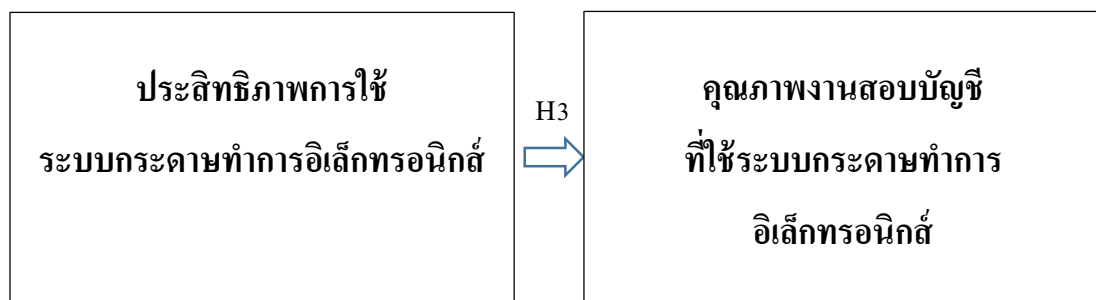 ประสิทธิภาพการใช้
ระบบกระดาษทำการอิเล็กทรอนิกส์
H3
คุณภาพงานสอบบัญชี
ที่ใช้ระบบกระดาษทำการ
อิเล็กทรอนิกส์